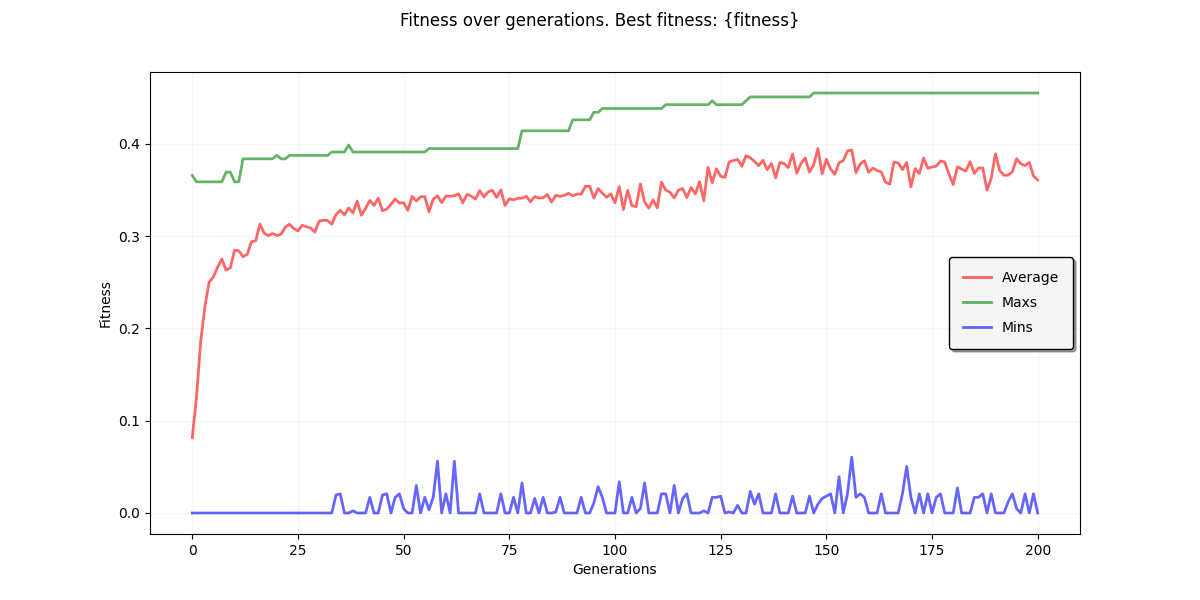 Fitness over generations. Best fitness: {fitness}
Fitness
0.4
0.3
0.2
0.1
0.0
0 25 50 75 100 125 150 175 200
Generations
Average
Maxs
Mins